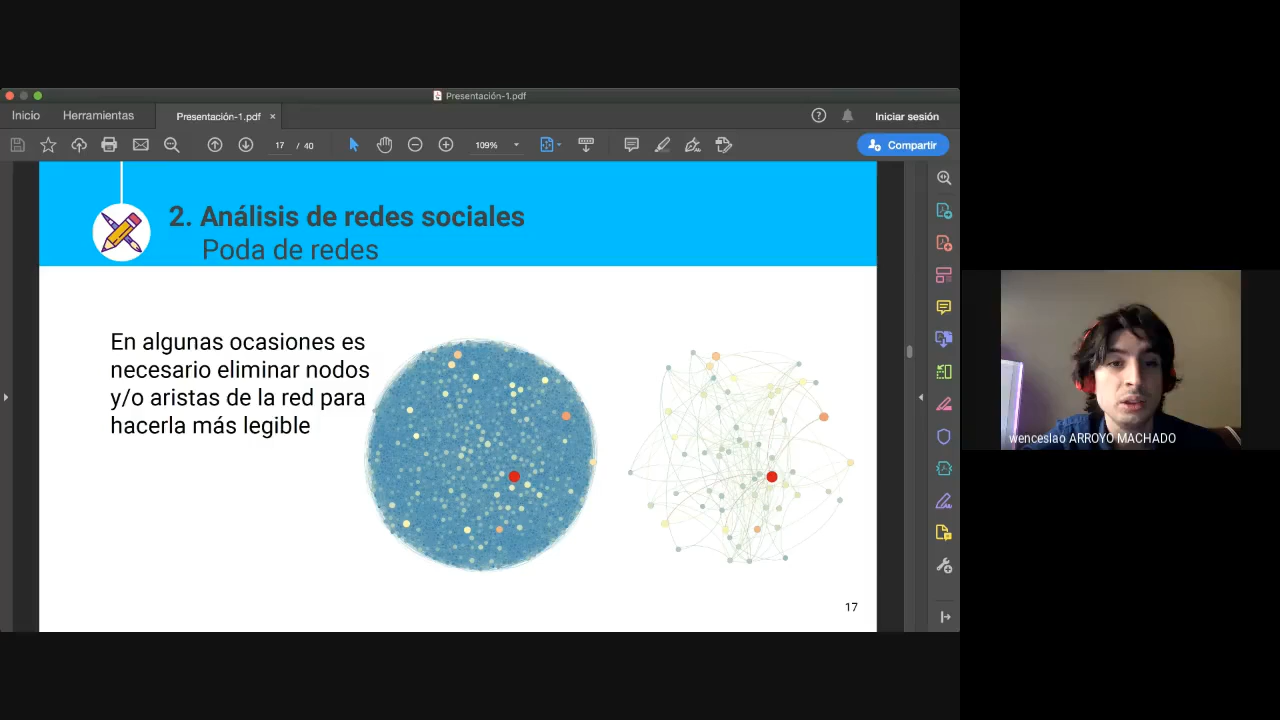 Presentación-1.pdf
Inicio
Herramientas
Presentación-1.pdf ×
Iniciar sesión
17 / 40
109%
Compartir
2. Análisis de redes sociales
Poda de redes
En algunas ocasiones es
necesario eliminar nodos
y/o aristas de la red para
hacerla más legible
17
wenceslao ARROYO MACHADO